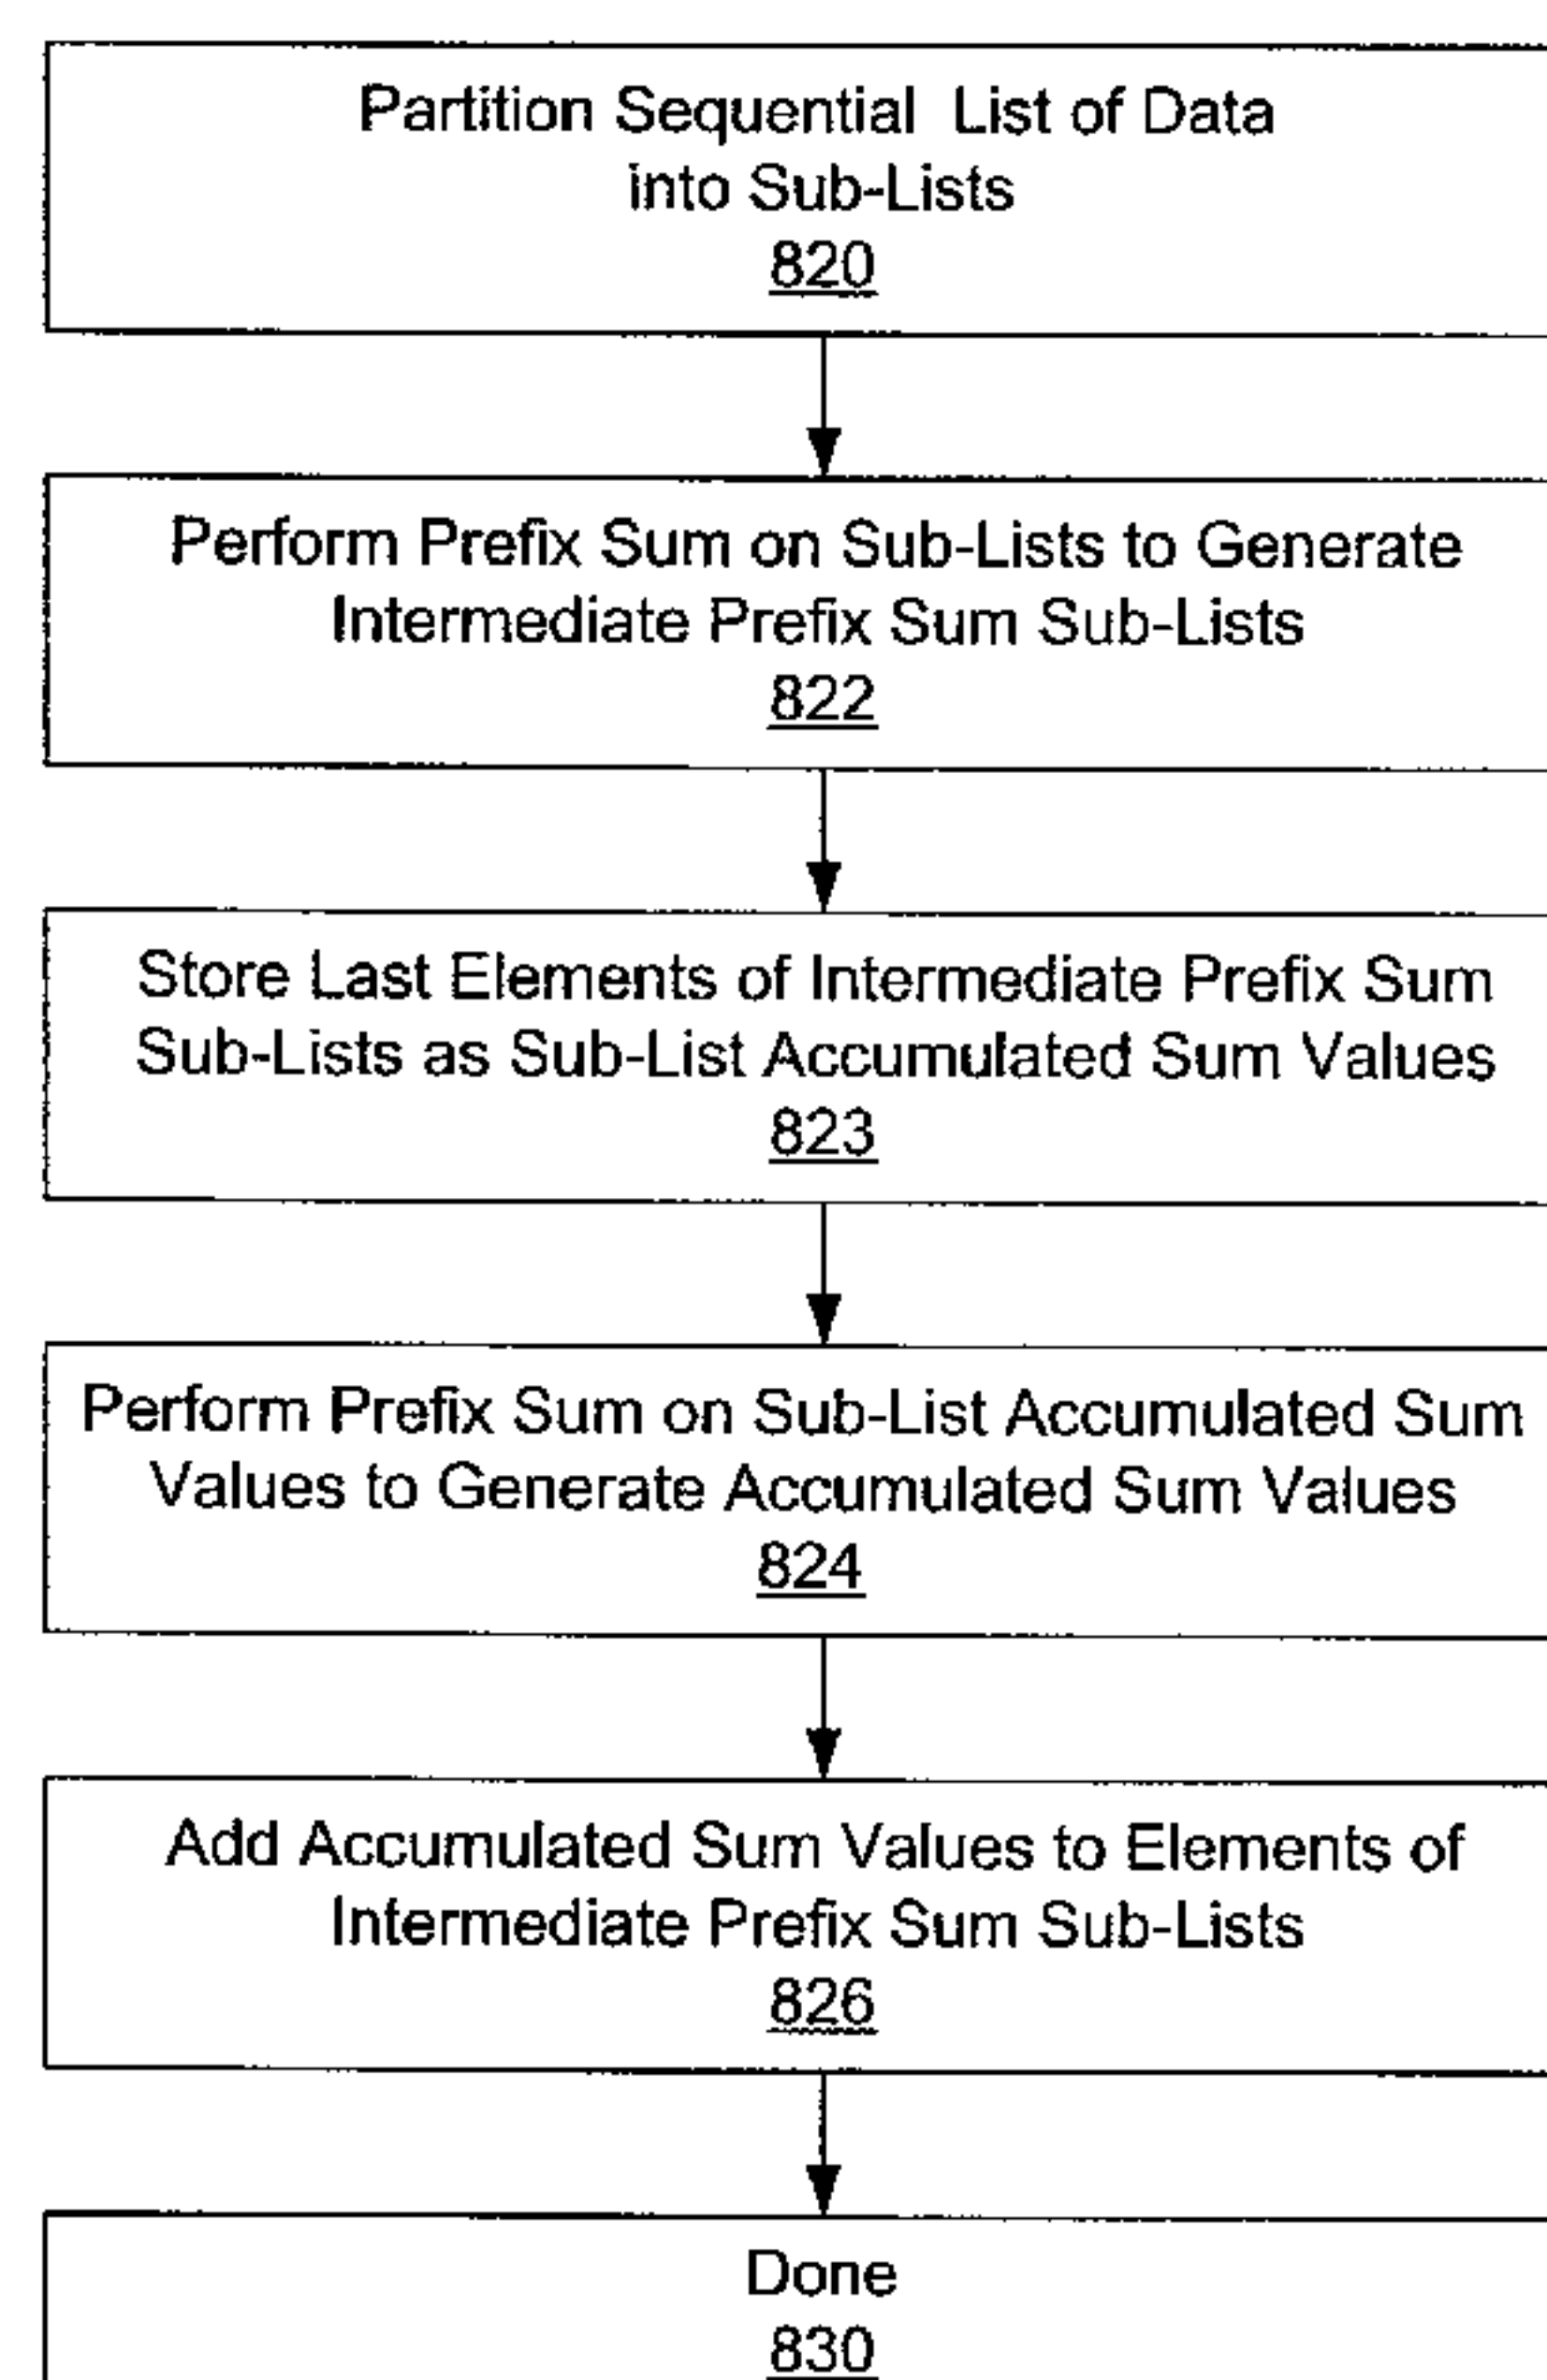 Partition Sequential List of Data
into Sub-Lists
820
Perform Prefix Sum on Sub-Lists to Generate
Intermediate Prefix Sum Sub-Lists
822
Store Last Elements of Intermediate Prefix Sum
Sub-Lists as Sub-List Accumulated Sum Values
823
Perform Prefix Sum on Sub-List Accumulated Sum
Values to Generate Accumulated Sum Values
824
Add Accumulated Sum Values to Elements of
Intermediate Prefix Sum Sub-Lists
826
Done
830